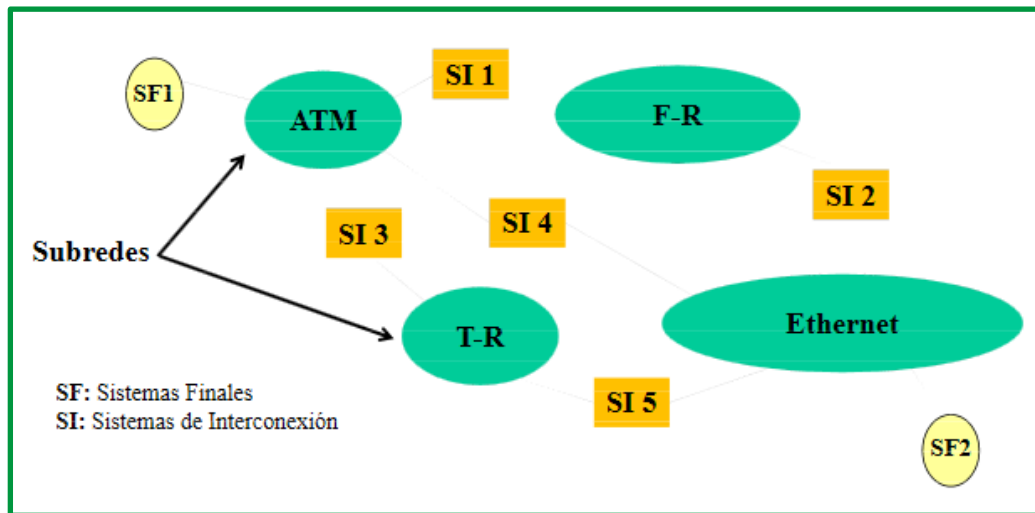 SI 1
SF1
ATM
F-R
SI 2
SI 3
SI 4
Subredes
T-R
Ethernet
SF: Sistemas Finales
SI: Sistemas de Interconexión
SI 5
SF2